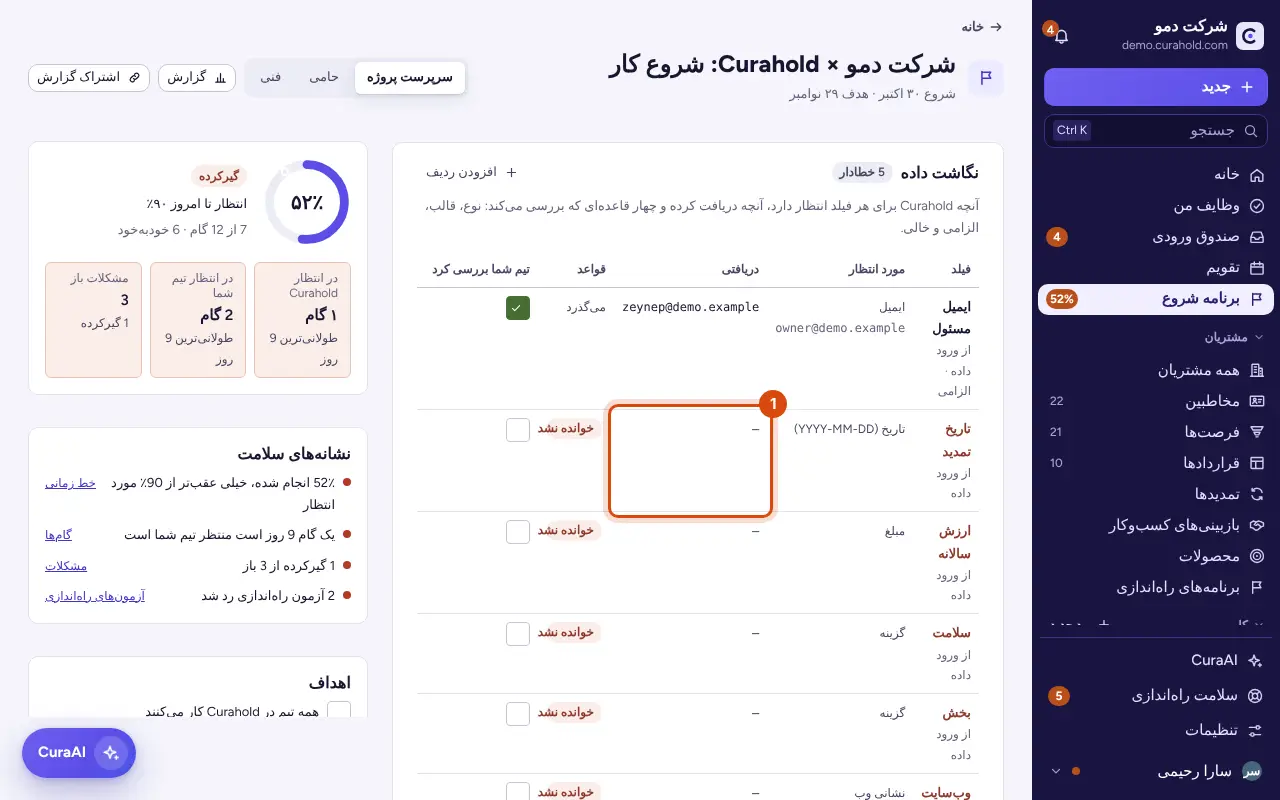 شرکت دمو
demo.curahold.com
4
جدید
جستجو
Ctrl K
خانه
وظایف من
صندوق ورودی
4
تقویم
برنامه شروع
52%
مشتریان
همه مشتریان
مخاطبین
22
فرصت‌ها
21
قراردادها
10
تمدیدها
بازبینی‌های کسب‌وکار
محصولات
برنامه‌های راه‌اندازی
CuraAI
سلامت راه‌اندازی
5
تنظیمات
سر
سارا رحیمی
خانه
شرکت دمو × Curahold: شروع کار
شروع ۳۰ اکتبر · هدف ۲۹ نوامبر
سرپرست پروژه
حامی
فنی
گزارش
اشتراک گزارش
نگاشت داده
5 خطادار
افزودن ردیف
آنچه Curahold برای هر فیلد انتظار دارد، آنچه دریافت کرده و چهار قاعده‌ای که بررسی می‌کند: نوع، قالب،
الزامی و خالی.
فیلد
مورد انتظار
دریافتی
قواعد
تیم شما بررسی کرد
ایمیل مسئول
از ورود داده · الزامی
ایمیل
owner@demo.example
zeynep@demo.example
می‌گذرد
1
تاریخ تمدید
از ورود داده
تاریخ (YYYY-MM-DD)
–
خوانده نشد
ارزش سالانه
از ورود داده
مبلغ
–
خوانده نشد
سلامت
از ورود داده
گزینه
–
خوانده نشد
بخش
از ورود داده
گزینه
–
خوانده نشد
وب‌سایت
نشانی وب
–
خوانده نشد
۵۲٪
گیرکرده
انتظار تا امروز ۹۰٪
7 از 12 گام · 6 خودبه‌خود
در انتظار Curahold
۱ گام
طولانی‌ترین 9 روز
در انتظار تیم شما
2 گام
طولانی‌ترین 9 روز
مشکلات باز
3
1 گیرکرده
نشانه‌های سلامت
52٪ انجام شده، خیلی عقب‌تر از 90٪ مورد انتظار
خط زمانی
یک گام 9 روز است منتظر تیم شما است
گام‌ها
1 گیرکرده از 3 باز
مشکلات
2 آزمون راه‌اندازی رد شد
آزمون‌های راه‌اندازی
اهداف
همه تیم در Curahold کار می‌کنند
CuraAI